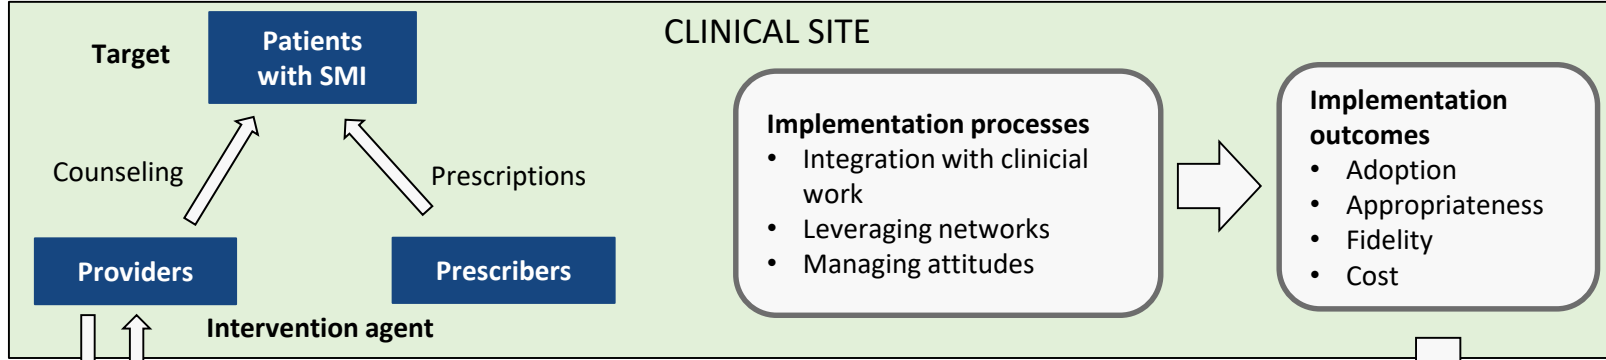 CLINICAL SITE
Target
Patients
with SMI
Counseling
Prescriptions
Providers
Prescribers
Intervention agent
Implementation processes
• Integration with clinicial
work
• Leveraging networks
• Managing attitudes
Implementation
outcomes
• Adoption
• Appropriateness
• Fidelity
• Cost